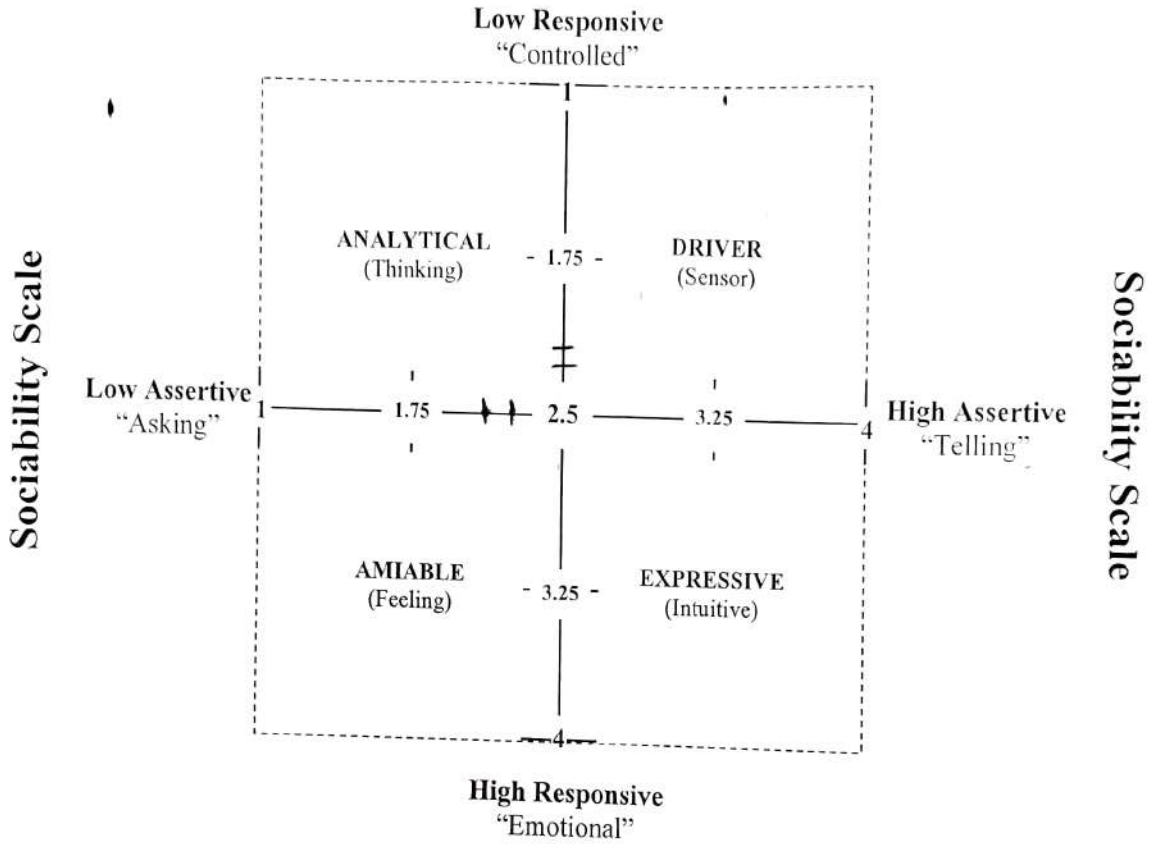 Low Responsive
“Controlled”
1
ANALYTICAL
(Thinking)
- 1.75 -
DRIVER
(Sensor)
Sociability Scale
Low Assertive
“Asking”
1
1.75
2.5
3.25
4
High Assertive
“Telling”
Sociability Scale
AMIABLE
(Feeling)
- 3.25 -
EXPRESSIVE
(Intuitive)
4
High Responsive
“Emotional”